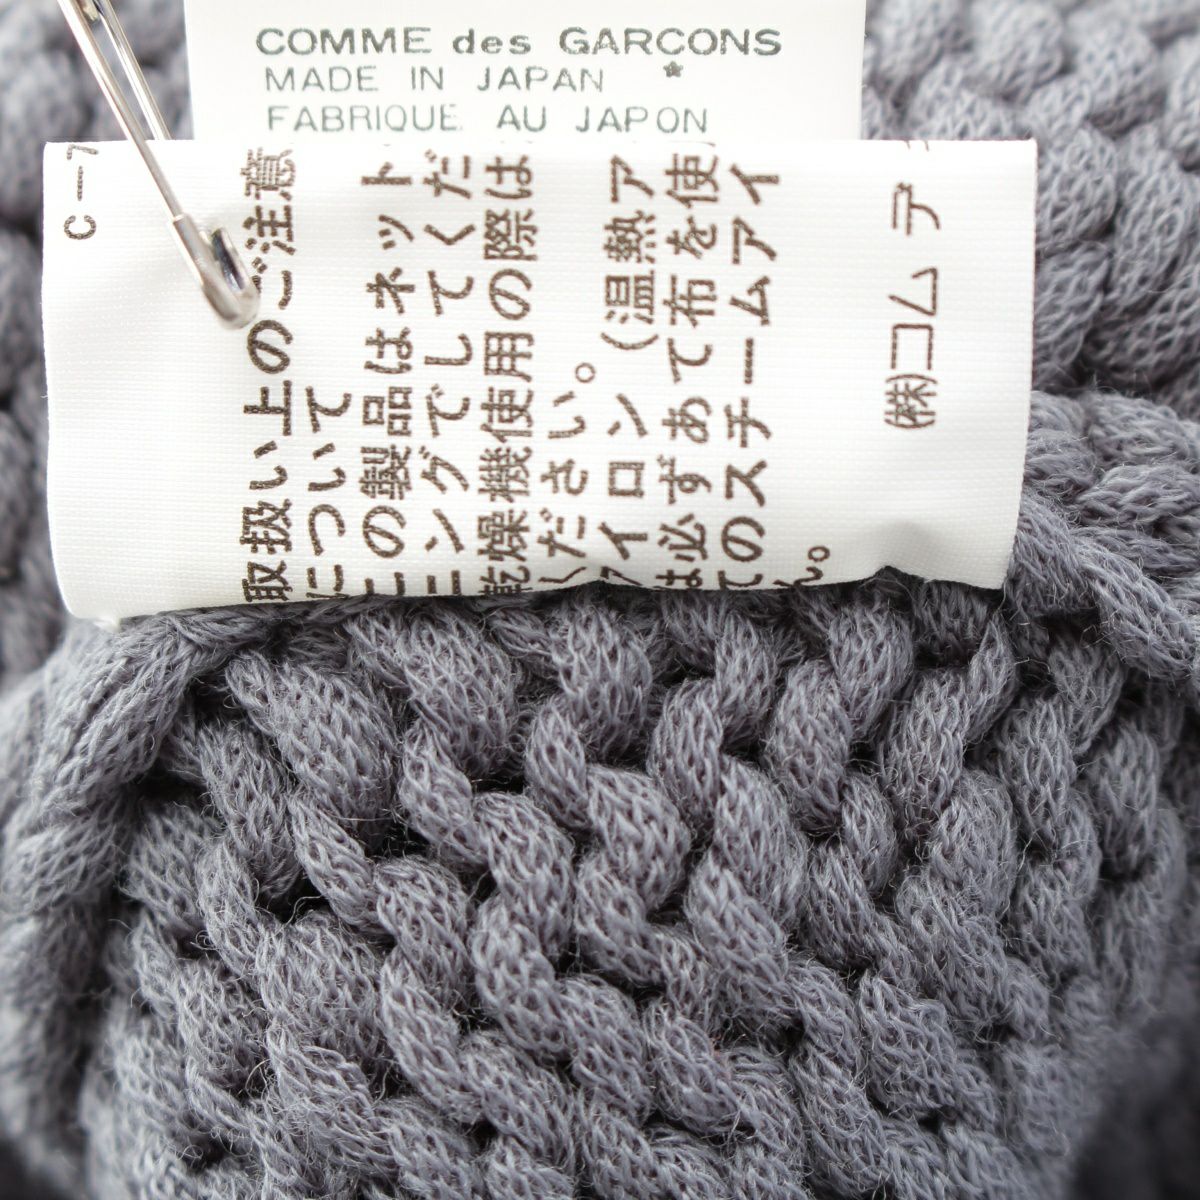 COMME des GARCONS
MADE IN JAPAN *
FABRIQUE AU JAPON
C-7
取扱い上のご注意
について
この製品はネット
ニングでしてくだ
乾燥機使用の際は
ください。
アイロン(温熱ア
は必ずあて布を使
てのスチームアイ
ん。
(株)コム デ